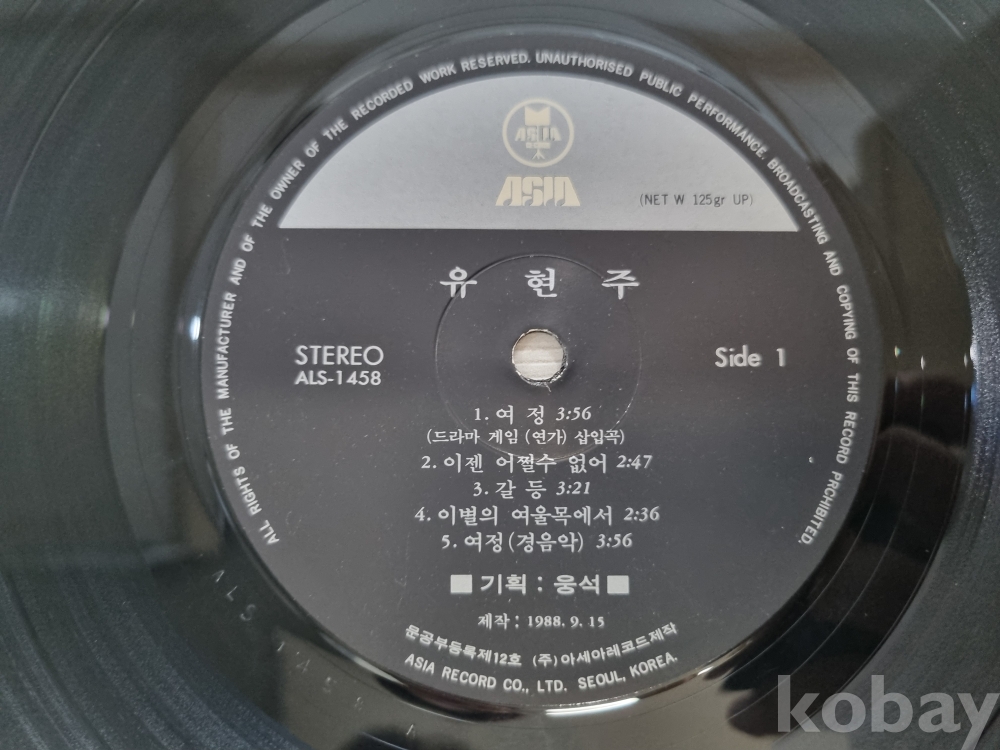 ALL RIGHTS OF THE MANUFACTURER AND OF THE OWNER OF THE RECORDED WORK RESERVED. UNAUTHORISED PUBLIC PERFORMANCE. BROADCASTING AND COPYING OF THIS RECORD PRCHIBITED.
ASIA
ASIA
(NET W 125gr UP)
유 현 주
STEREO
ALS-1458
Side 1
1. 여 정 3:56
(드라마 게임 (연가) 삽입곡)
2. 이젠 어쩔수 없어 2:47
3. 갈 등 3:21
4. 이별의 여울목에서 2:36
5. 여정(경음악) 3:56
■ 기획 : 웅석 ■
제작 : 1988. 9. 15
문공부등록제12호 (주)아세아레코드제작
ASIA RECORD CO., LTD. SEOUL, KOREA.
kobay